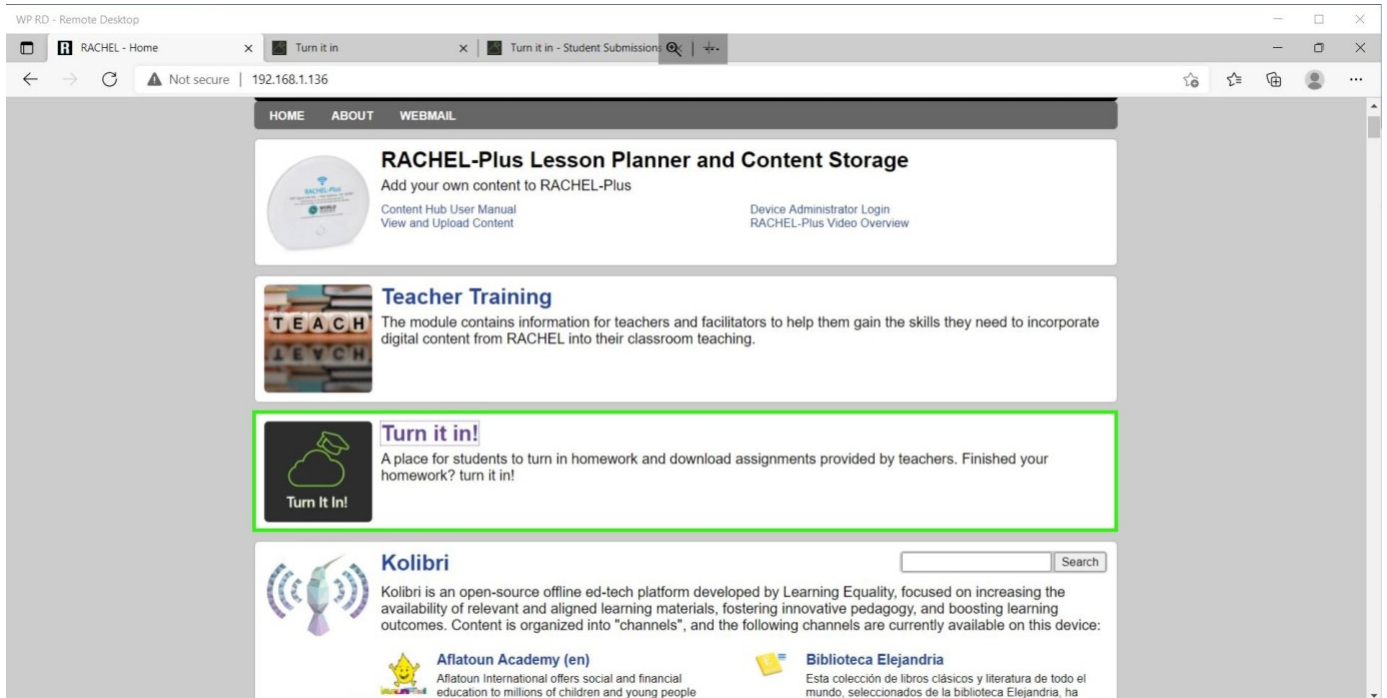 WP RD - Remote Desktop
RACHEL - Home
Turn it in
Turn it in - Student Submissions
Not secure | 192.168.1.136
HOME ABOUT WEBMAIL
RACHEL-Plus Lesson Planner and Content Storage
Add your own content to RACHEL-Plus
Content Hub User Manual
Device Administrator Login
View and Upload Content
RACHEL-Plus Video Overview
RACHEL-Plus
TEACH
Teacher Training
The module contains information for teachers and facilitators to help them gain the skills they need to incorporate
digital content from RACHEL into their classroom teaching.
Turn It In!
Turn it in!
A place for students to turn in homework and download assignments provided by teachers. Finished your
homework? turn it in!
Kolibri
Search
Kolibri is an open-source offline ed-tech platform developed by Learning Equality, focused on increasing the
availability of relevant and aligned learning materials, fostering innovative pedagogy, and boosting learning
outcomes. Content is organized into "channels", and the following channels are currently available on this device:
Aflatoun Academy (en)
Aflatoun International offers social and financial
education to millions of children and young people
Biblioteca Elejandria
Esta colección de libros clásicos y literatura de todo el
mundo, seleccionados de la biblioteca Elejandria, ha